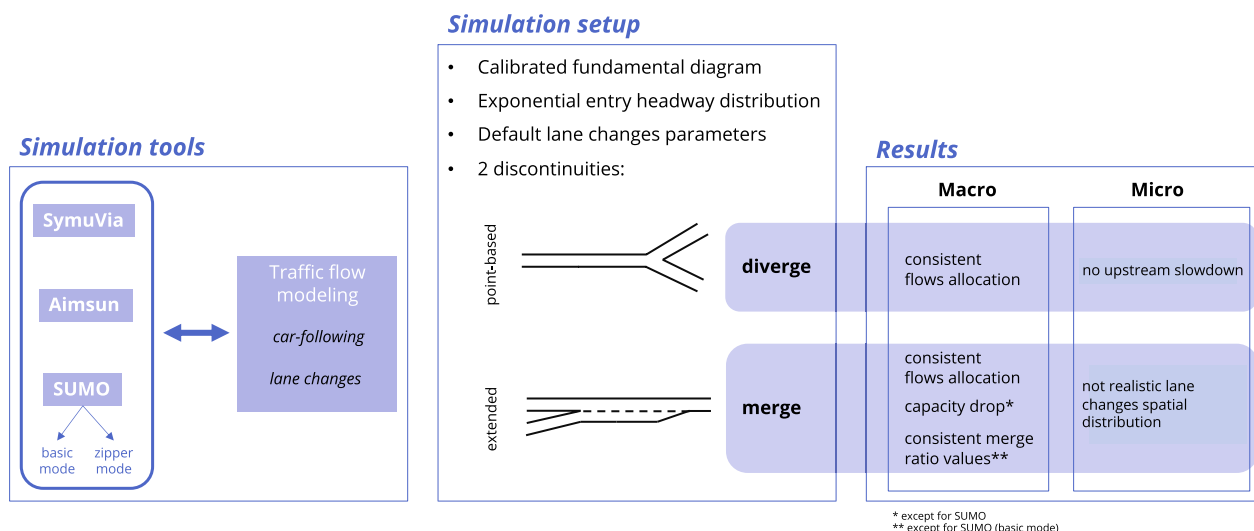 Simulation tools
SymuVia
Aimsun
SUMO
basic
mode
zipper
mode
Traffic flow
modeling
car-following
lane changes
Simulation setup
• Calibrated fundamental diagram
• Exponential entry headway distribution
• Default lane changes parameters
• 2 discontinuities:
point-based
diverge
extended
merge
Results
Macro
Micro
consistent
flows allocation
no upstream slowdown
consistent
flows allocation
capacity drop*
consistent merge
ratio values**
not realistic lane
changes spatial
distribution
* except for SUMO
** except for SUMO (basic mode)